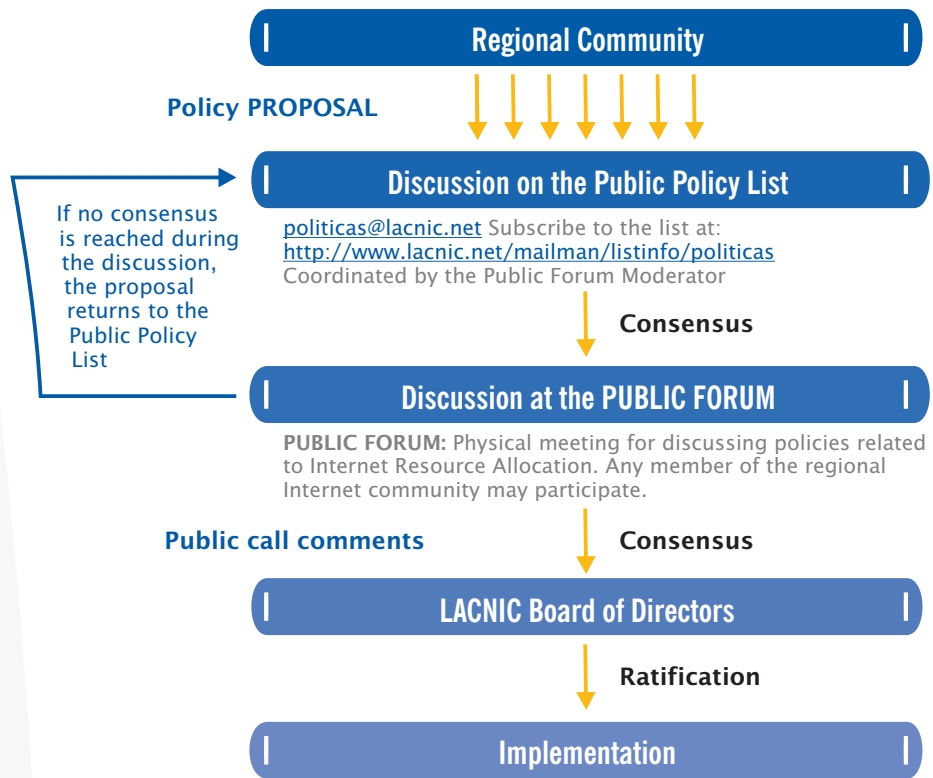 Regional Community
Policy PROPOSAL
Discussion on the Public Policy List
If no consensus
is reached during
the discussion,
the proposal
returns to the
Public Policy
List
politicas@lacnic.net Subscribe to the list at:
http://www.lacnic.net/mailman/listinfo/politicas
Coordinated by the Public Forum Moderator
Consensus
Discussion at the PUBLIC FORUM
PUBLIC FORUM: Physical meeting for discussing policies related
to Internet Resource Allocation. Any member of the regional
Internet community may participate.
Public call comments
Consensus
LACNIC Board of Directors
Ratification
Implementation